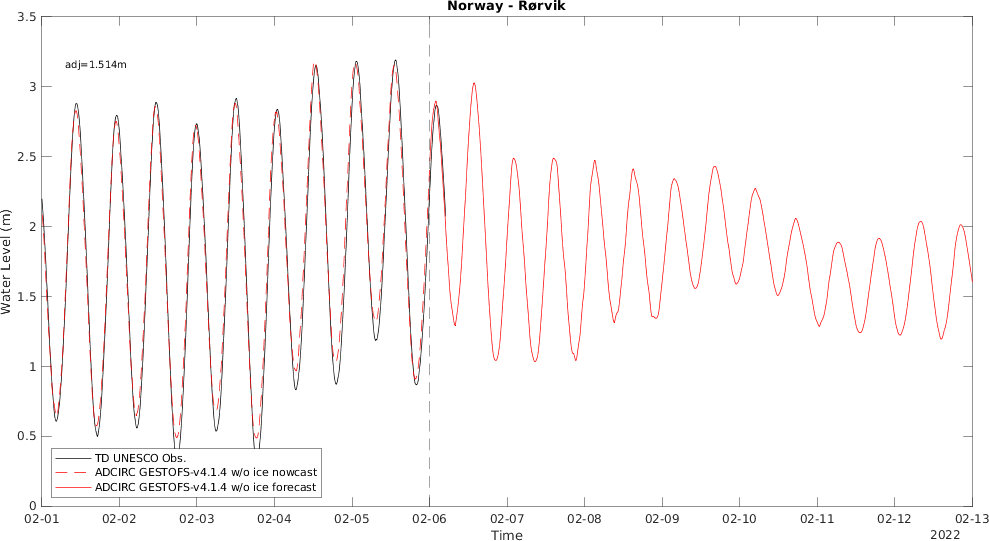 Norway - Rørvik
3.5
adj=1.514m
3
2.5
2
1.5
1
0.5
0
Water Level (m)
TD UNESCO Obs.
ADCIRC GESTOFS-v4.1.4 w/o ice nowcast
ADCIRC GESTOFS-v4.1.4 w/o ice forecast
02-01 02-02 02-03 02-04 02-05 02-06 02-07 02-08 02-09 02-10 02-11 02-12 02-13
Time
2022